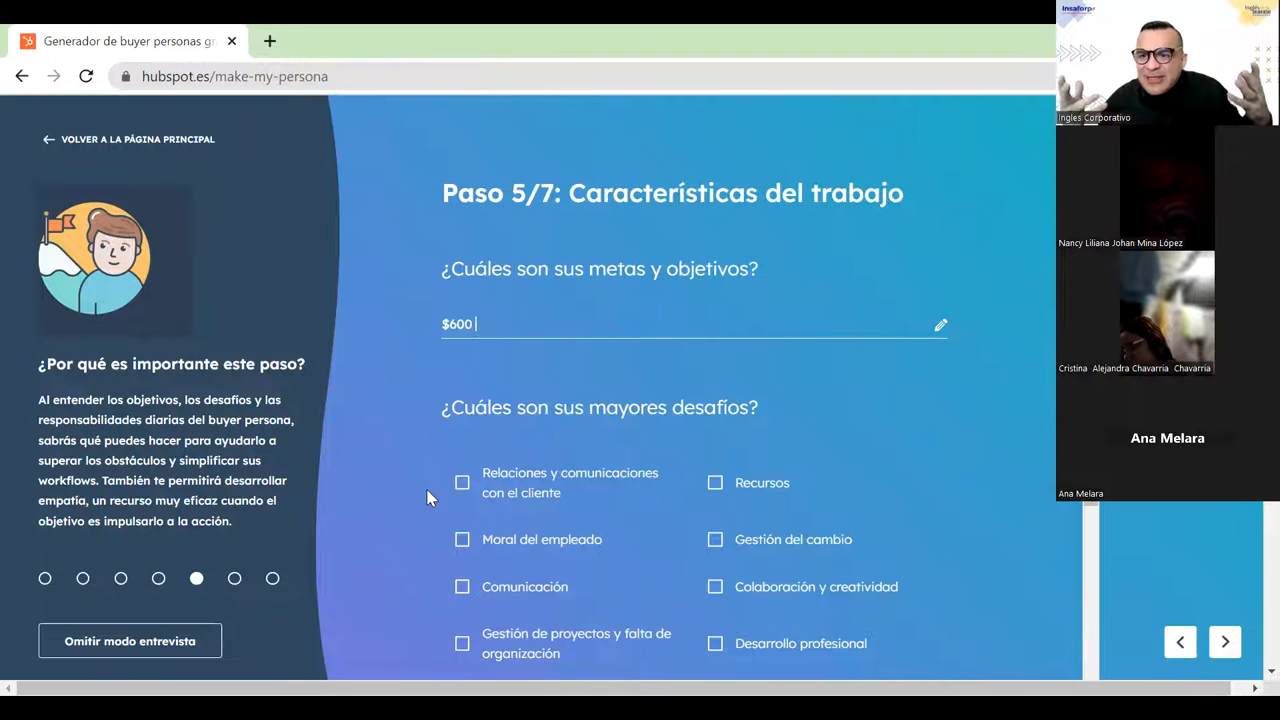 Generador de buyer personas gr
hubspot.es/make-my-persona
VOLVER A LA PÁGINA PRINCIPAL
¿Por qué es importante este paso?
Al entender los objetivos, los desafíos y las
responsabilidades diarias del buyer persona,
sabrás qué puedes hacer para ayudarlo a
superar los obstáculos y simplificar sus
workflows. También te permitirá desarrollar
empatía, un recurso muy eficaz cuando el
objetivo es impulsarlo a la acción.
Omitir modo entrevista
Paso 5/7: Características del trabajo
¿Cuáles son sus metas y objetivos?
$600
¿Cuáles son sus mayores desafíos?
Relaciones y comunicaciones
con el cliente
Recursos
Moral del empleado
Gestión del cambio
Comunicación
Colaboración y creatividad
Gestión de proyectos y falta de
organización
Desarrollo profesional
Insaforp
Ingles Corporativo
Nancy Liliana Johan Mina López
Cristina Alejandra Chavarria Chavarria
Ana Melara
Ana Melara